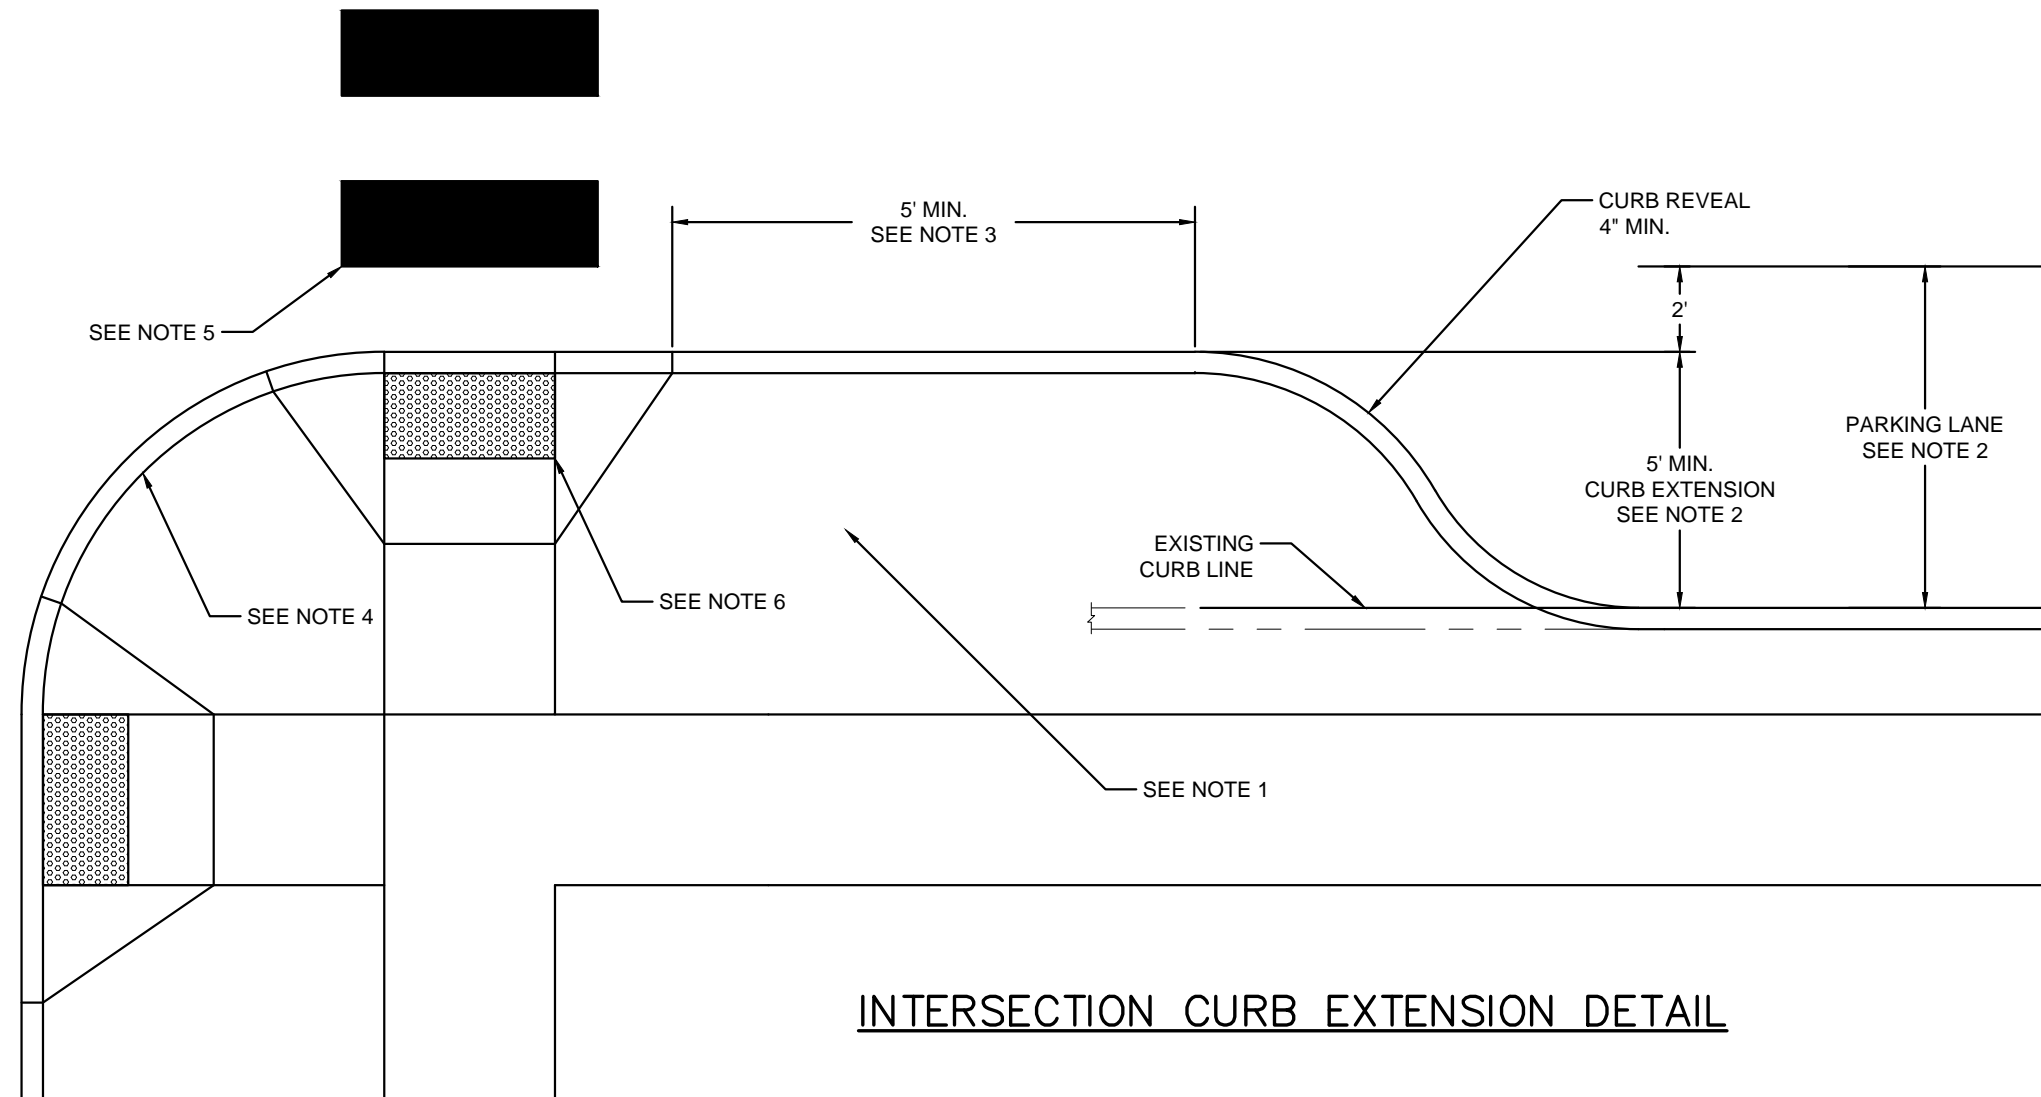 5' MIN.
SEE NOTE 3
CURB REVEAL
4" MIN.
2'
SEE NOTE 5
PARKING LANE
SEE NOTE 2
5' MIN.
CURB EXTENSION
SEE NOTE 2
EXISTING
CURB LINE
SEE NOTE 6
SEE NOTE 4
SEE NOTE 1
INTERSECTION CURB EXTENSION DETAIL